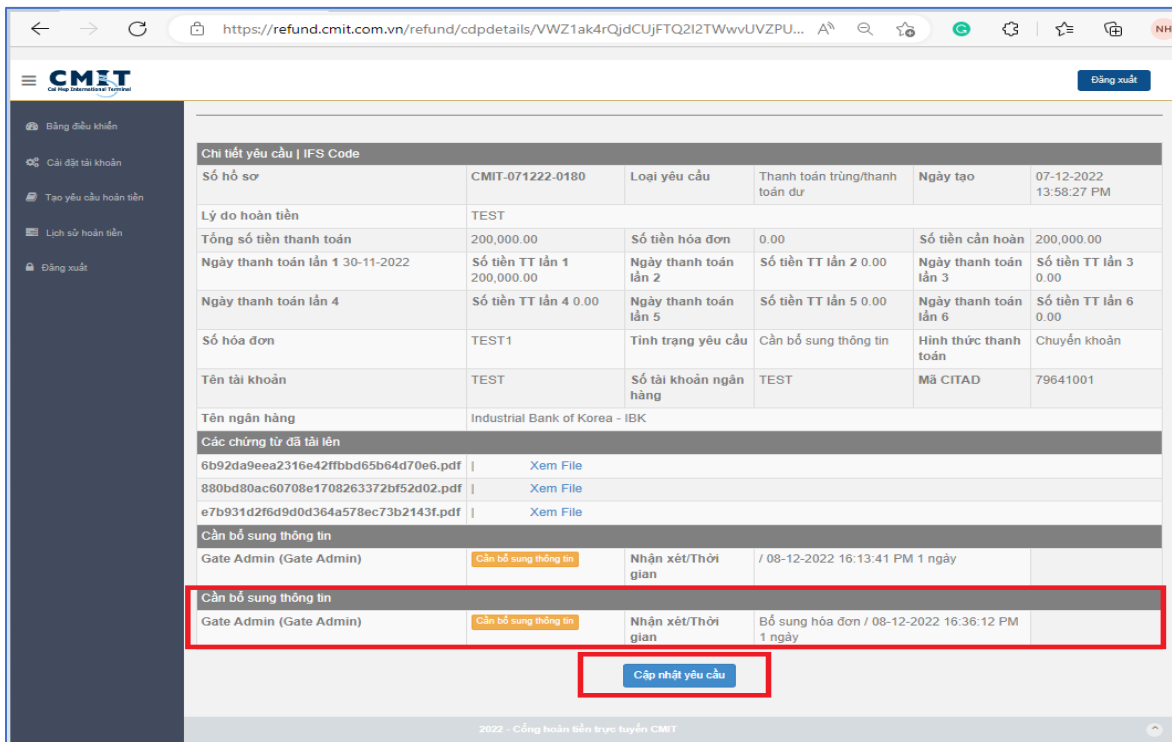 https://refund.cmit.com.vn/refund/cdpdetails/VWZ1ak4rQjdCUjFTQ2l2TWwvUVZPU...
NH
CMIT
Cai Mep International Terminal
Đăng xuất
Bảng điều khiển
Cài đặt tài khoản
Tạo yêu cầu hoàn tiền
Lịch sử hoàn tiền
Đăng xuất
Chi tiết yêu cầu | IFS Code
Số hồ sơ CMIT-071222-0180 Loại yêu cầu Thanh toán trùng/thanh toán dư Ngày tạo 07-12-2022 13:58:27 PM
Lý do hoàn tiền TEST
Tổng số tiền thanh toán 200,000.00 Số tiền hóa đơn 0.00 Số tiền cần hoàn 200,000.00
Ngày thanh toán lần 1 30-11-2022 Số tiền TT lần 1 200,000.00 Ngày thanh toán lần 2 Số tiền TT lần 2 0.00 Ngày thanh toán lần 3 Số tiền TT lần 3 0.00
Ngày thanh toán lần 4 Số tiền TT lần 4 0.00 Ngày thanh toán lần 5 Số tiền TT lần 5 0.00 Ngày thanh toán lần 6 Số tiền TT lần 6 0.00
Số hóa đơn TEST1 Tình trạng yêu cầu Cần bổ sung thông tin Hình thức thanh toán Chuyển khoản
Tên tài khoản TEST Số tài khoản ngân hàng TEST Mã CITAD 79641001
Tên ngân hàng Industrial Bank of Korea - IBK
Các chứng từ đã tải lên
6b92da9eea2316e42ffbbd65b64d70e6.pdf | Xem File
880bd80ac60708e1708263372bf52d02.pdf | Xem File
e7b931d2f6d9d0d364a578ec73b2143f.pdf | Xem File
Cần bổ sung thông tin
Gate Admin (Gate Admin) Cần bổ sung thông tin Nhận xét/Thời gian / 08-12-2022 16:13:41 PM 1 ngày
Cần bổ sung thông tin
Gate Admin (Gate Admin) Cần bổ sung thông tin Nhận xét/Thời gian Bổ sung hóa đơn / 08-12-2022 16:36:12 PM 1 ngày
Cập nhật yêu cầu
2022 - Cổng hoàn tiền trực tuyến CMIT